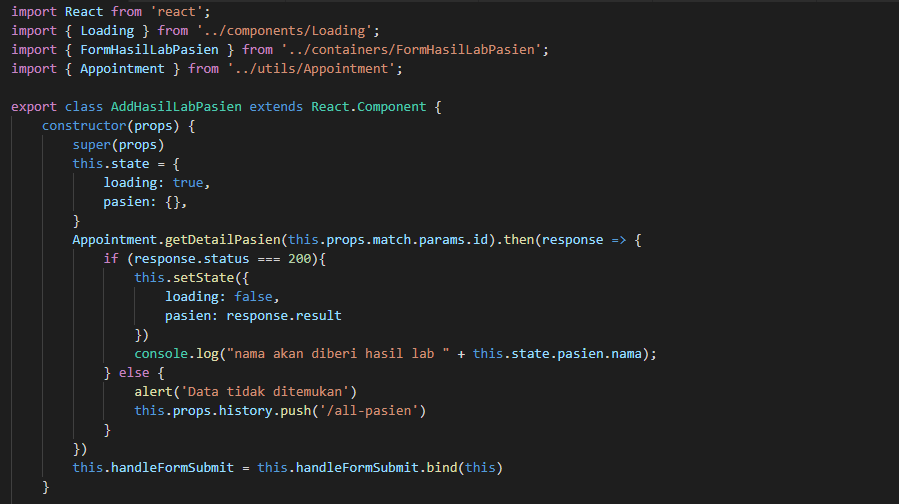 import React from 'react';
import { Loading } from '../components/Loading';
import { FormHasilLabPasien } from '../containers/FormHasilLabPasien';
import { Appointment } from '../utils/Appointment';

export class AddHasilLabPasien extends React.Component {
    constructor(props) {
        super(props)
        this.state = {
            loading: true,
            pasien: {},
        }
        Appointment.getDetailPasien(this.props.match.params.id).then(response => {
            if (response.status === 200){
                this.setState({
                    loading: false,
                    pasien: response.result
                })
                console.log("nama akan diberi hasil lab " + this.state.pasien.nama);
            } else {
                alert('Data tidak ditemukan')
                this.props.history.push('/all-pasien')
            }
        })
        this.handleFormSubmit = this.handleFormSubmit.bind(this)
    }